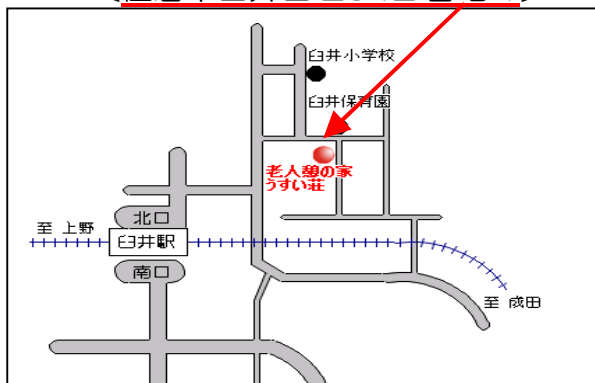 臼井小学校
臼井保育園
老人憩の家
うすい荘
北口
至 上野
臼井駅
南口
至 成田